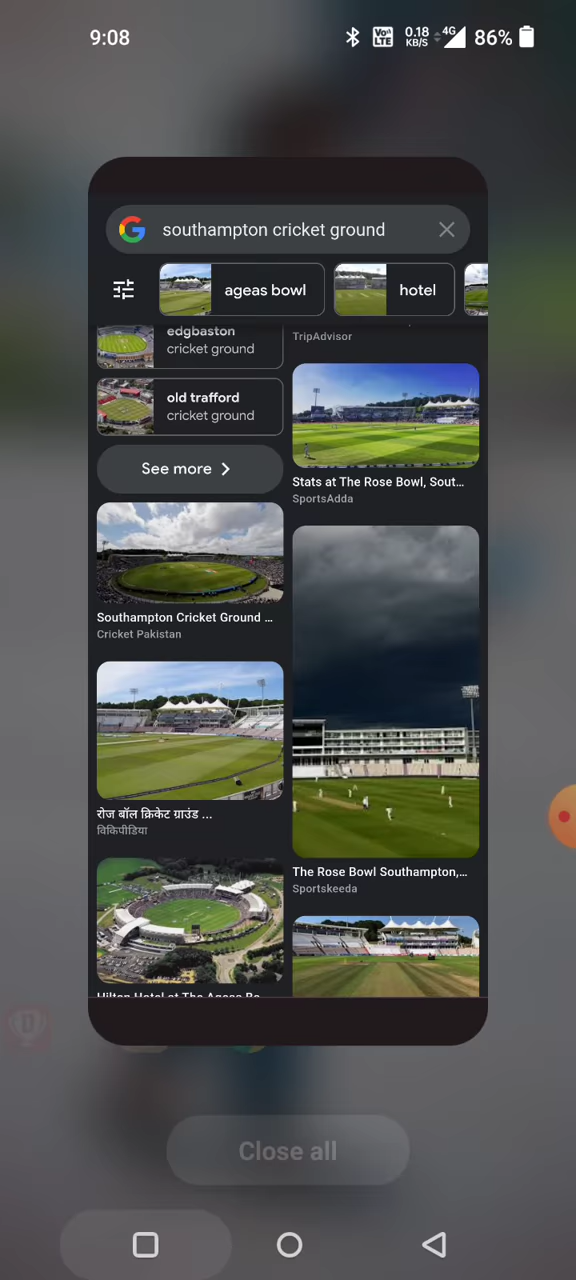 9:08
Vo) LTE
0.18 KB/S
4G
86%
southampton cricket ground
ageas bowl
hotel
edgbaston
cricket ground
old trafford
cricket ground
See more
Southampton Cricket Ground ...
Cricket Pakistan
रोज बॉल क्रिकेट ग्राउंड ...
विकिपीडिया
TripAdvisor
Stats at The Rose Bowl, Sout...
SportsAdda
The Rose Bowl Southampton,...
Sportskeeda
Close all